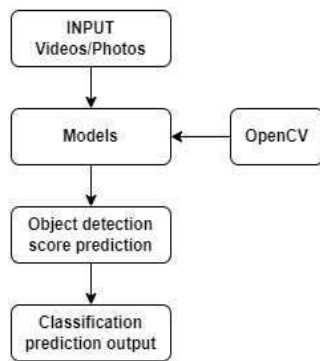 INPUT
Videos/Photos
Models
OpenCV
Object detection
score prediction
Classification
prediction output